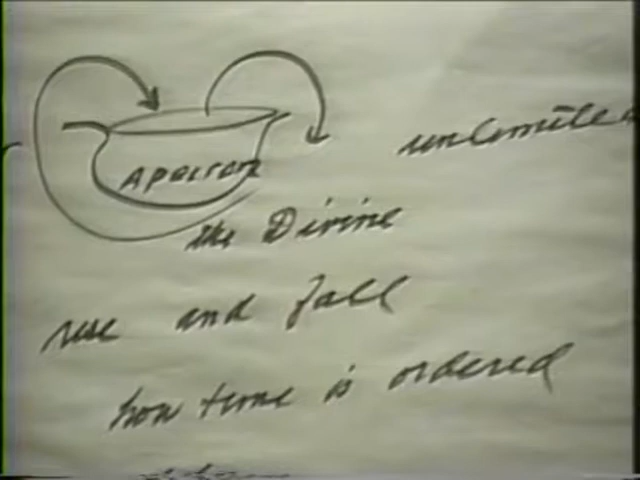 unlimited
apeiron
the Divine
rise and fall
how time is ordered